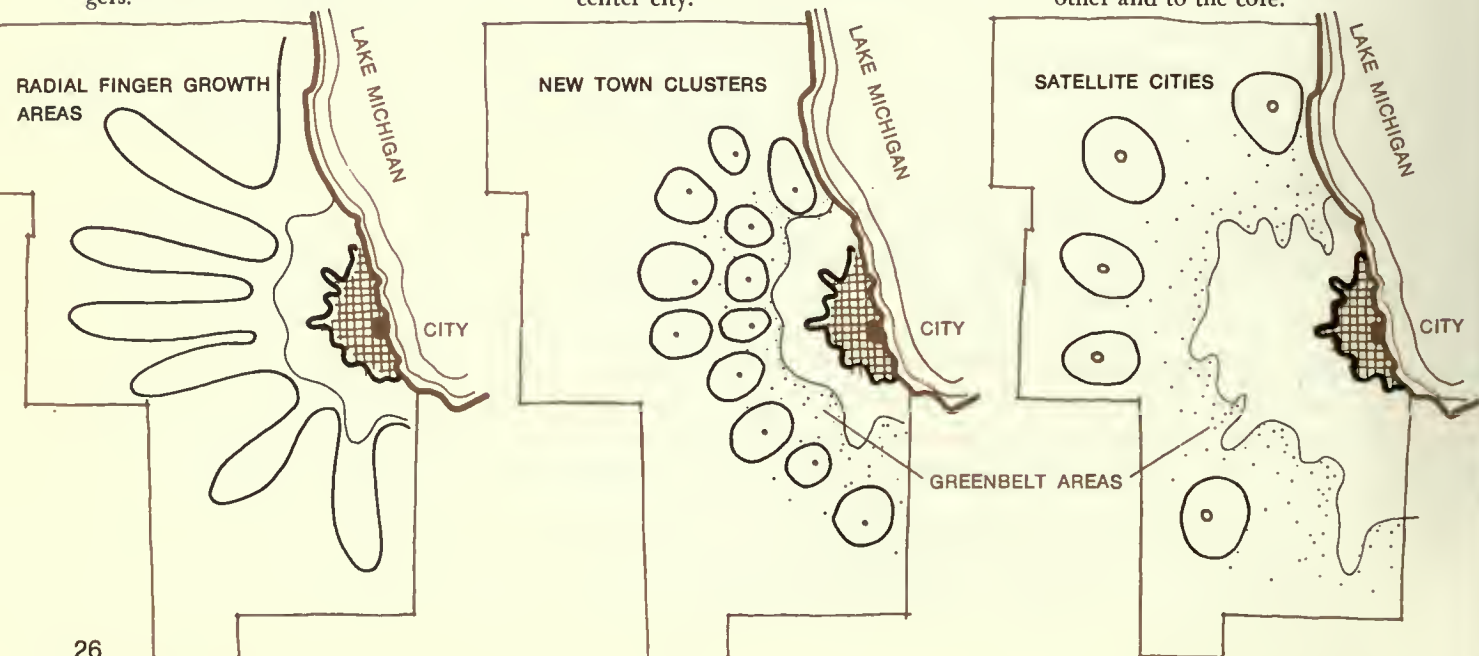 gers.
center city.
other and to the core.
RADIAL FINGER GROWTH
AREAS
LAKE MICHIGAN
CITY
NEW TOWN CLUSTERS
LAKE MICHIGAN
CITY
SATELLITE CITIES
LAKE MICHIGAN
CITY
GREENBELT AREAS
26